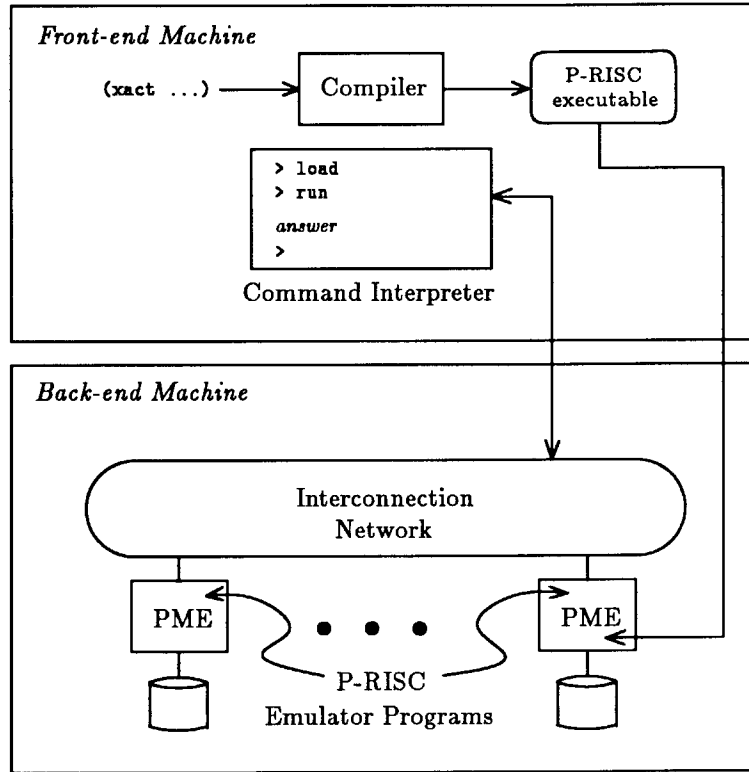 Front-end Machine
(xact ...)
Compiler
P-RISC
executable
> load
> run
answer
>
Command Interpreter
Back-end Machine
Interconnection
Network
PME
PME
P-RISC
Emulator Programs